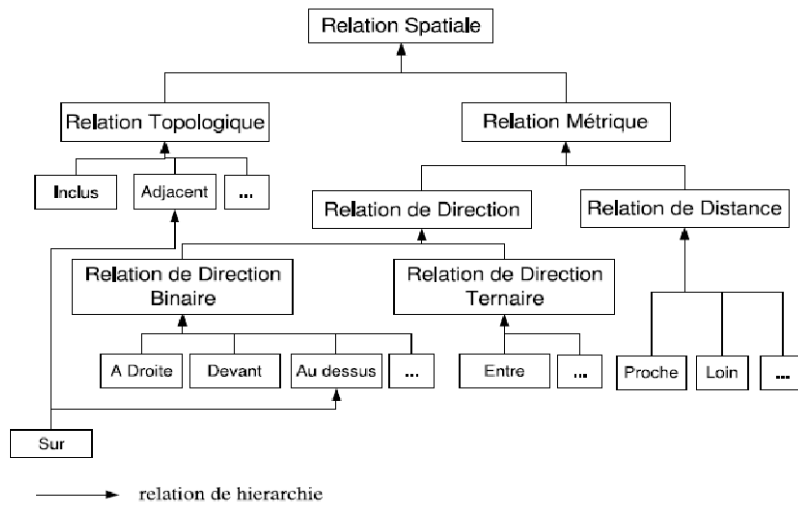 Relation Spatiale
Relation Topologique
Relation Métrique
Inclus
Adjacent
...
Relation de Direction
Relation de Distance
Relation de Direction
Binaire
Relation de Direction
Ternaire
A Droite
Devant
Au dessus
...
Entre
...
Proche
Loin
...
Sur
relation de hierarchie